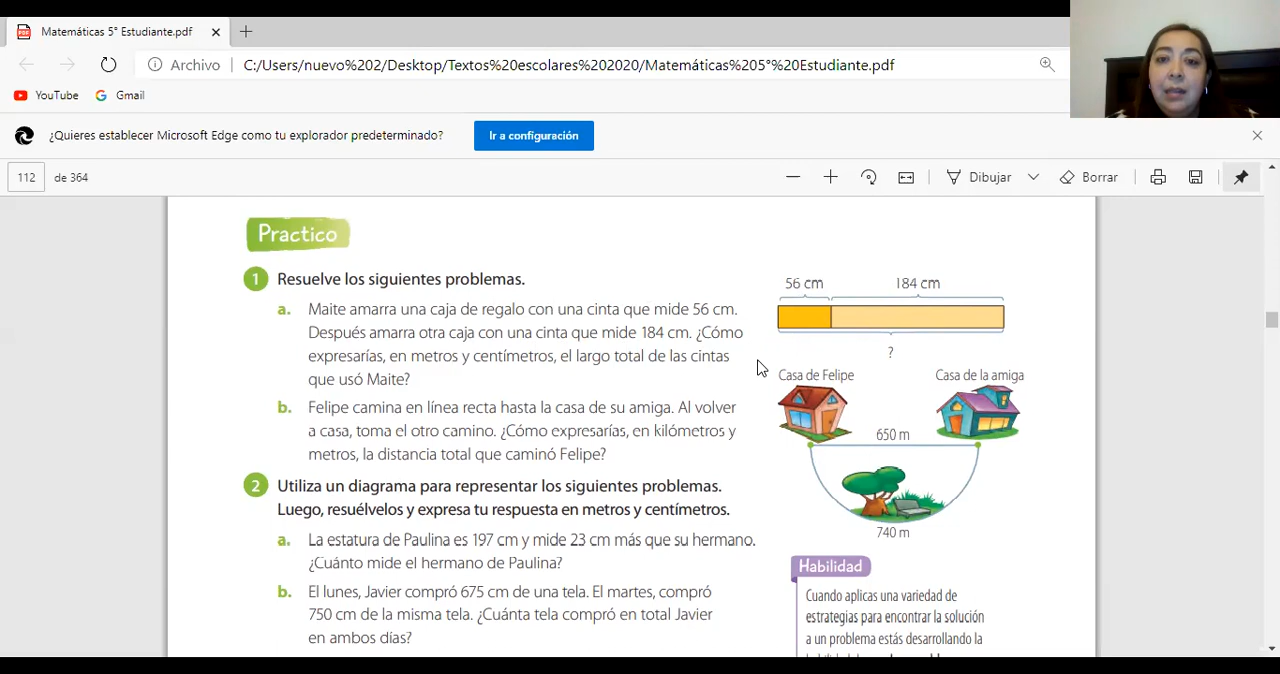 Matemáticas 5° Estudiante.pdf
Archivo
C:/Users/nuevo%202/Desktop/Textos%20escolares%202020/Matemáticas%205°%20Estudiante.pdf
YouTube
Gmail
¿Quieres establecer Microsoft Edge como tu explorador predeterminado?
Ir a configuración
112
de 364
Dibujar
Borrar
Practico
1 Resuelve los siguientes problemas.
a. Maite amarra una caja de regalo con una cinta que mide 56 cm.
Después amarra otra caja con una cinta que mide 184 cm. ¿Cómo
expresarías, en metros y centímetros, el largo total de las cintas
que usó Maite?
b. Felipe camina en línea recta hasta la casa de su amiga. Al volver
a casa, toma el otro camino. ¿Cómo expresarías, en kilómetros y
metros, la distancia total que caminó Felipe?
2 Utiliza un diagrama para representar los siguientes problemas.
Luego, resuélvelos y expresa tu respuesta en metros y centímetros.
a. La estatura de Paulina es 197 cm y mide 23 cm más que su hermano.
¿Cuánto mide el hermano de Paulina?
b. El lunes, Javier compró 675 cm de una tela. El martes, compró
750 cm de la misma tela. ¿Cuánta tela compró en total Javier
en ambos días?
56 cm
184 cm
?
Casa de Felipe
Casa de la amiga
650 m
740 m
Habilidad
Cuando aplicas una variedad de
estrategias para encontrar la solución
a un problema estás desarrollando la